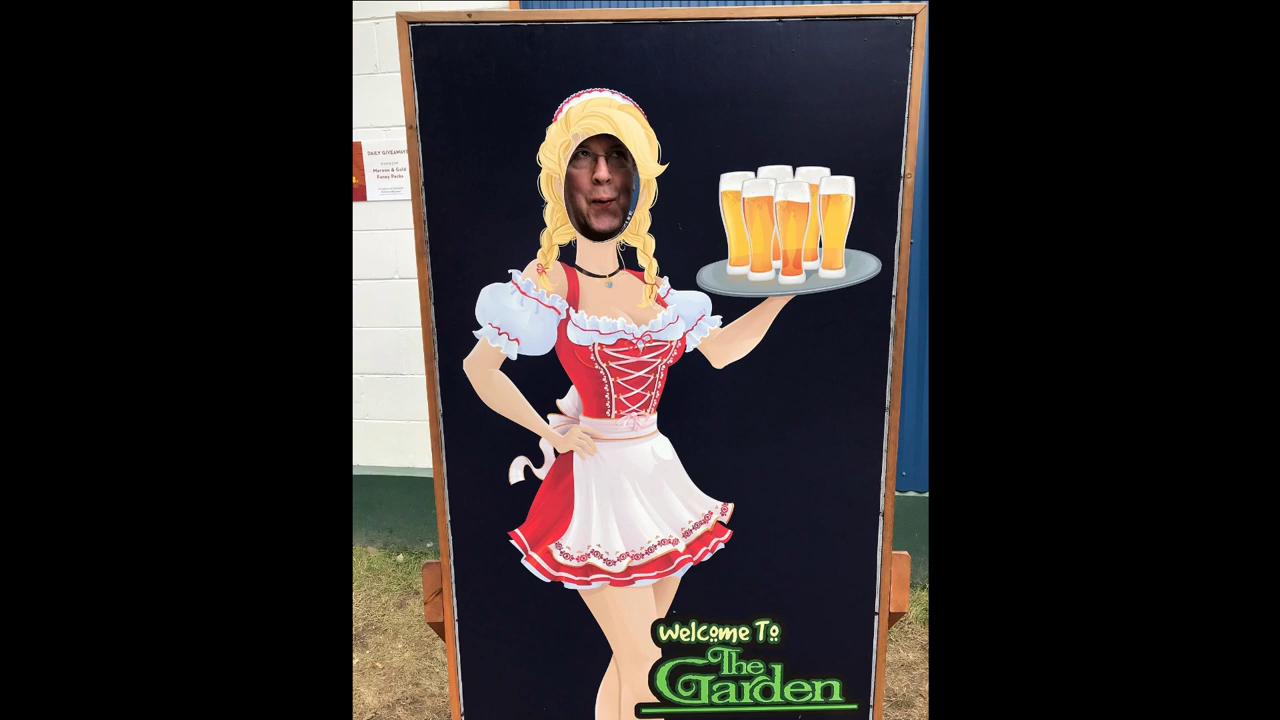 DAILY GIVEAWAY
Maroon & Gold
Fanny Packs
Welcome To
The
Garden